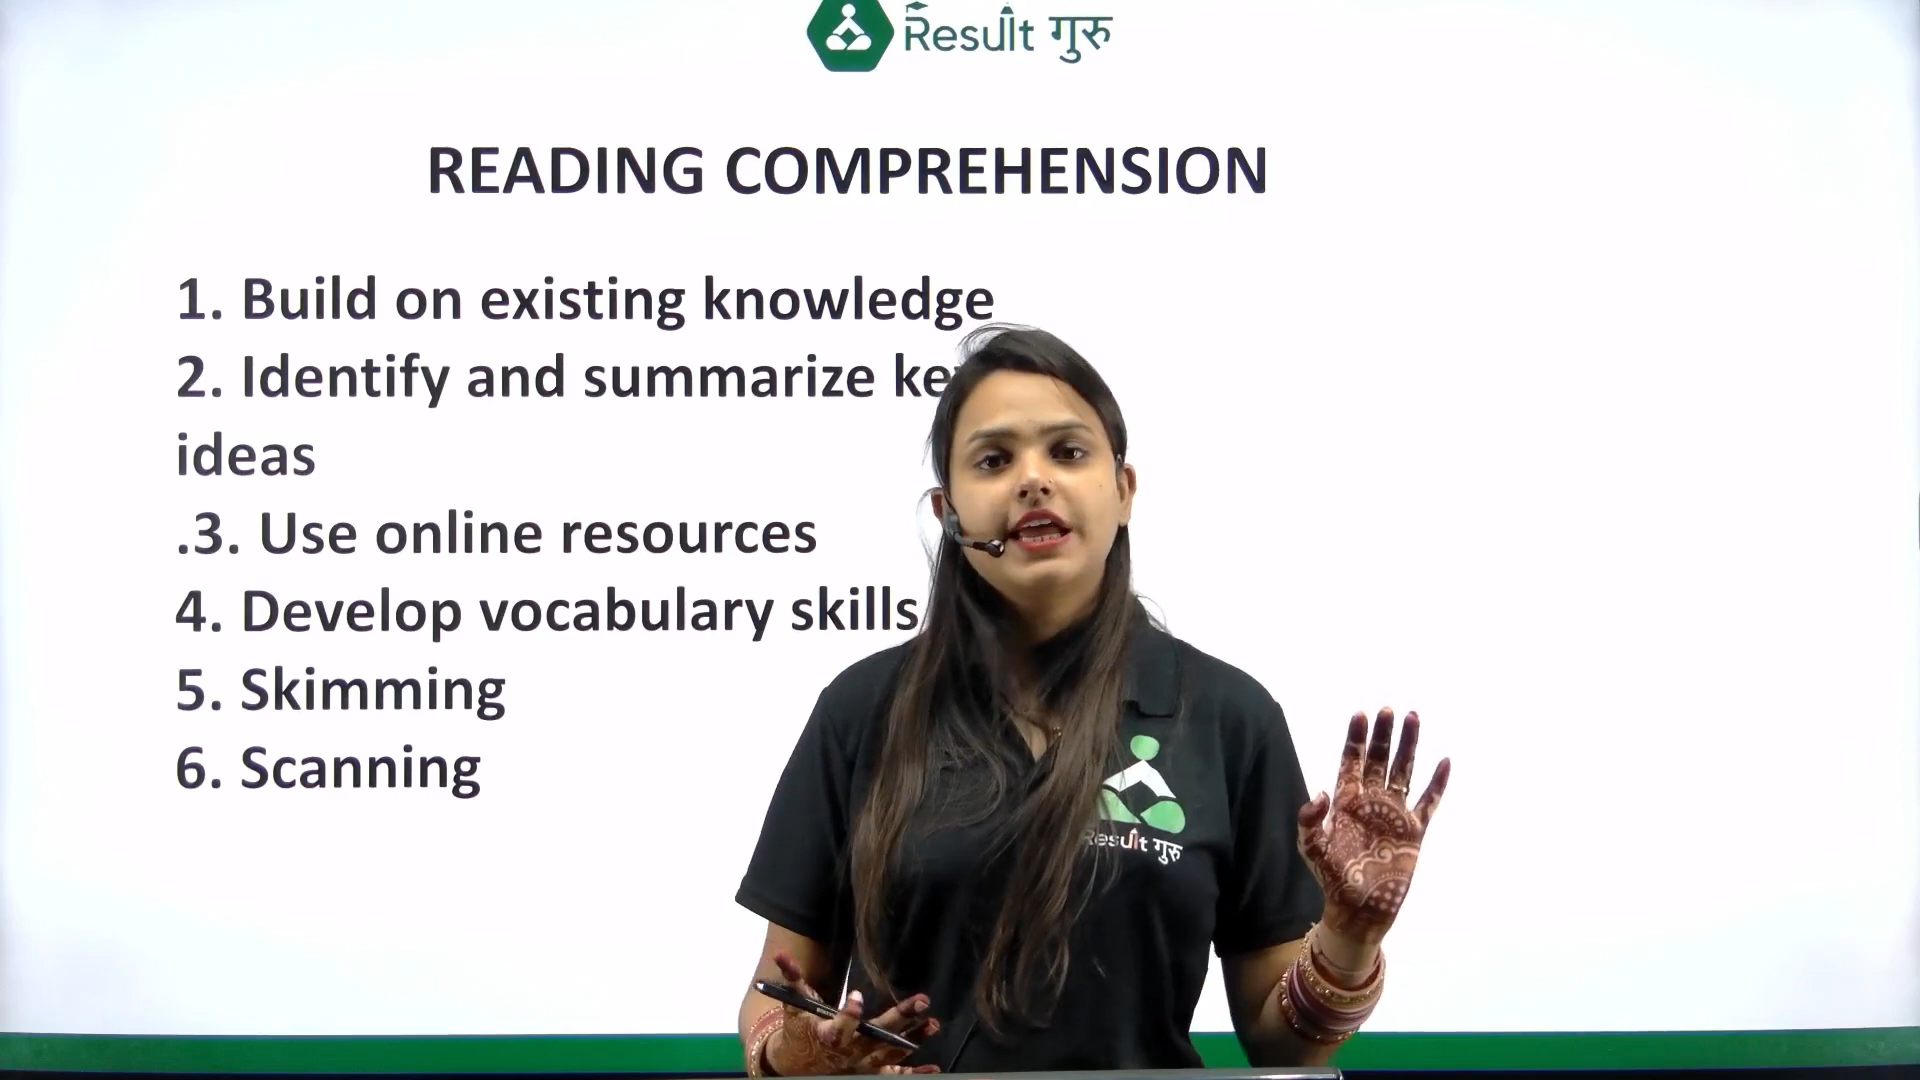 Result गुरु
READING COMPREHENSION
1. Build on existing knowledge
2. Identify and summarize
ideas
.3. Use online resources
4. Develop vocabulary skills
5. Skimming
6. Scanning
Result गुरु